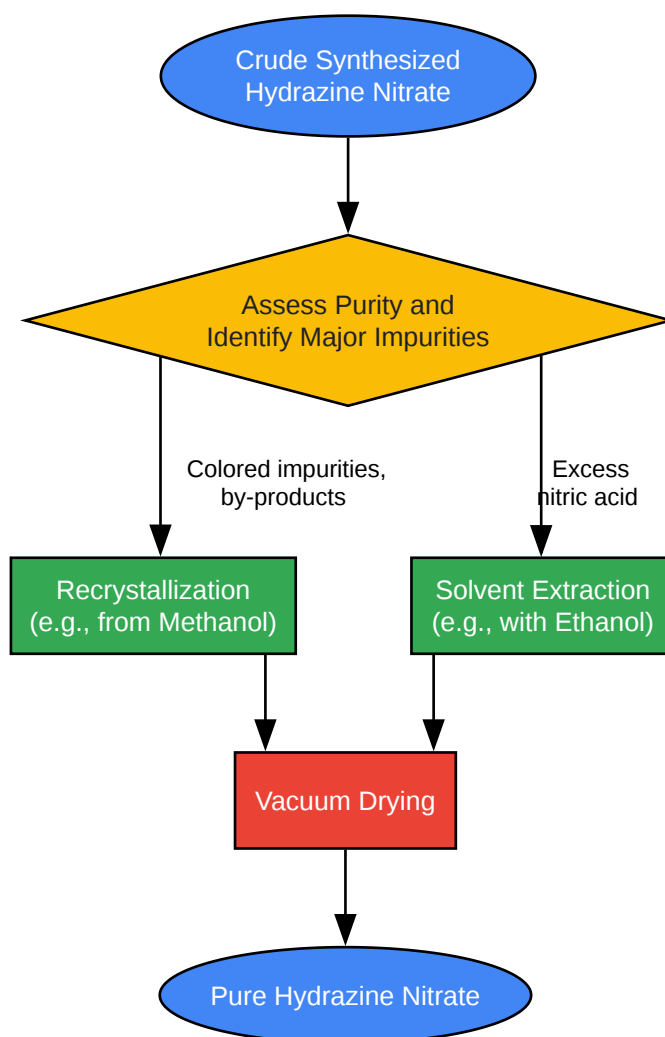 Crude Synthesized
Hydrazine Nitrate
Assess Purity and
Identify Major Impurities
Colored impurities,
by-products
Excess
nitric acid
Recrystallization
(e.g., from Methanol)
Solvent Extraction
(e.g., with Ethanol)
Vacuum Drying
Pure Hydrazine Nitrate